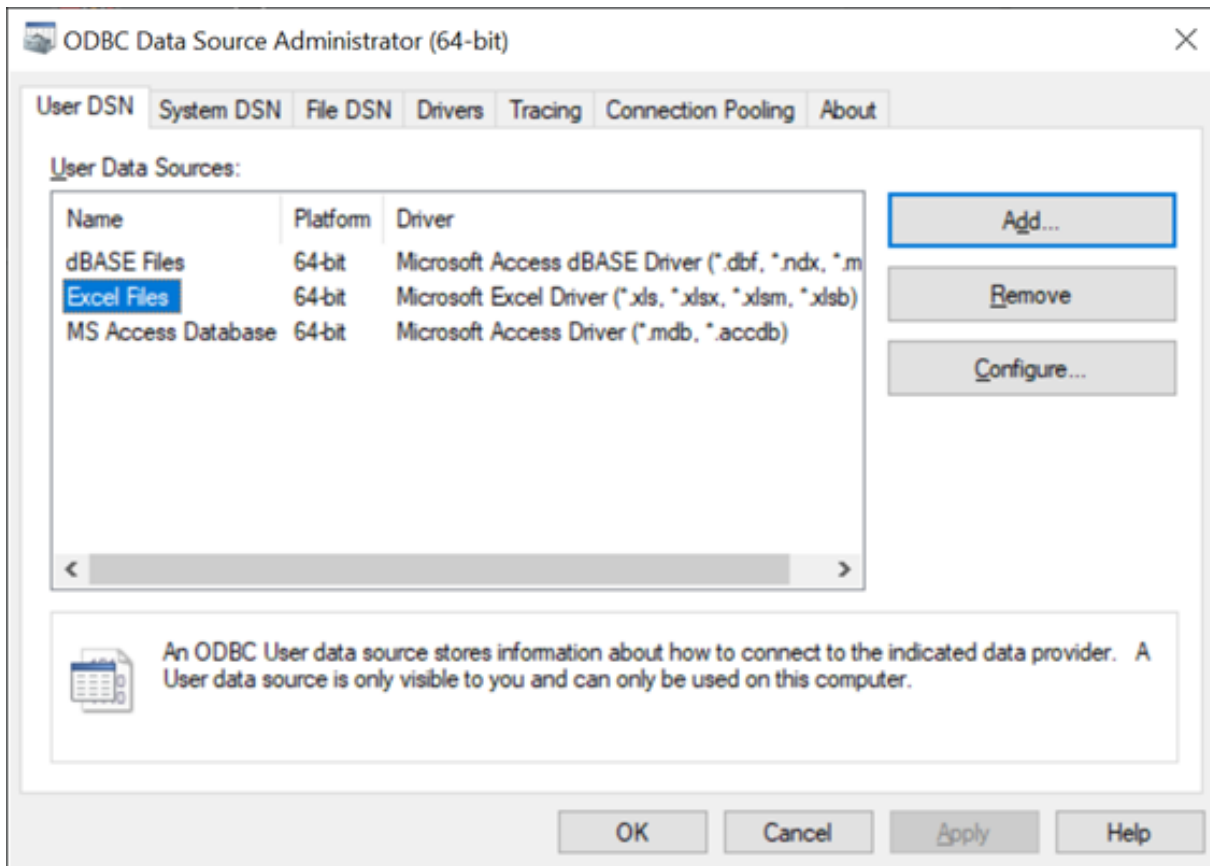 ODBC Data Source Administrator (64-bit)
User DSN System DSN File DSN Drivers Tracing Connection Pooling About
User Data Sources:
Name Platform Driver
dBASE Files 64-bit Microsoft Access dBASE Driver (*.dbf, *.ndx, *.m
Excel Files 64-bit Microsoft Excel Driver (*.xls, *.xlsx, *.xlsm, *.xlsb)
MS Access Database 64-bit Microsoft Access Driver (*.mdb, *.accdb)
Add...
Remove
Configure...
An ODBC User data source stores information about how to connect to the indicated data provider. A
User data source is only visible to you and can only be used on this computer.
OK Cancel Apply Help